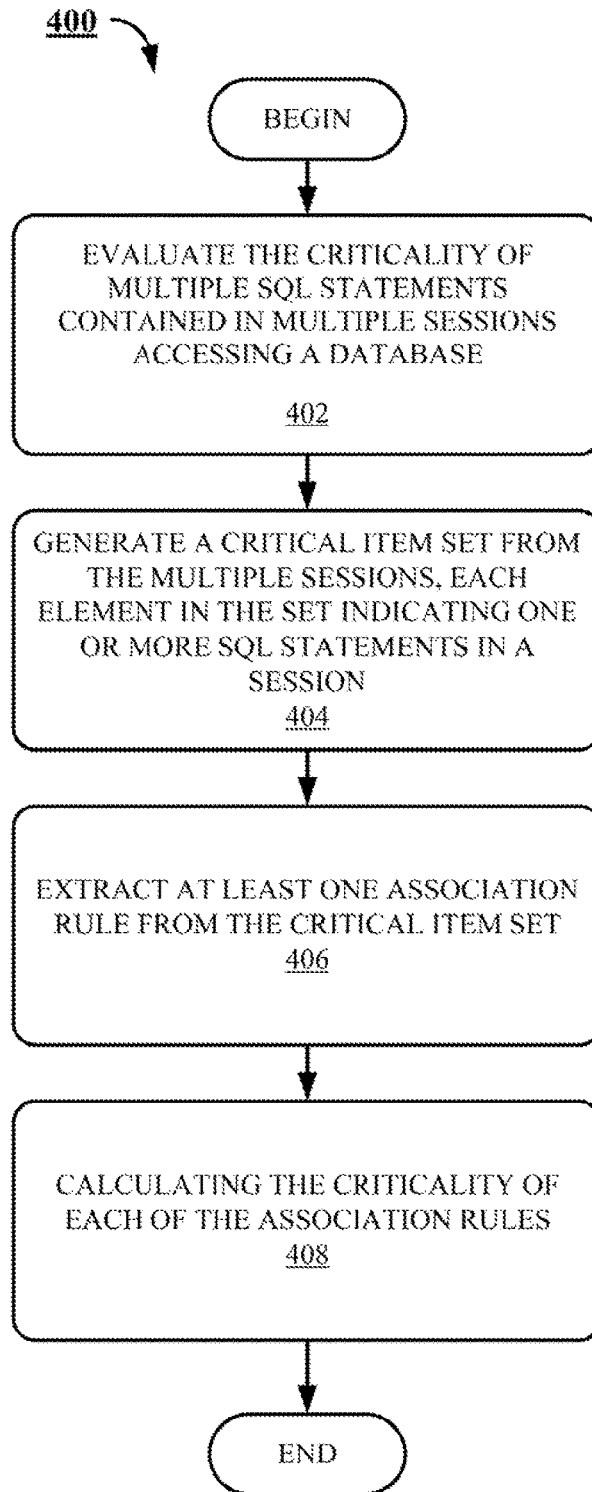 400
BEGIN
EVALUATE THE CRITICALITY OF
MULTIPLE SQL STATEMENTS
CONTAINED IN MULTIPLE SESSIONS
ACCESSING A DATABASE
402
GENERATE A CRITICAL ITEM SET FROM
THE MULTIPLE SESSIONS, EACH
ELEMENT IN THE SET INDICATING ONE
OR MORE SQL STATEMENTS IN A
SESSION
404
EXTRACT AT LEAST ONE ASSOCIATION
RULE FROM THE CRITICAL ITEM SET
406
CALCULATING THE CRITICALITY OF
EACH OF THE ASSOCIATION RULES
408
END